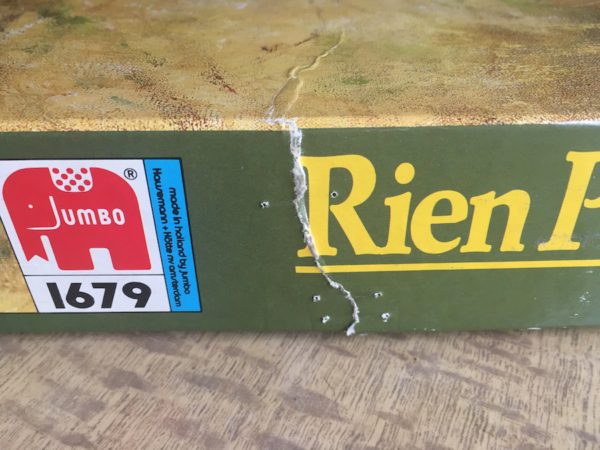 JUMBO
®
1679
made in holland by jumbo
Hausemann + Hötte nv amsterdam
Rien P